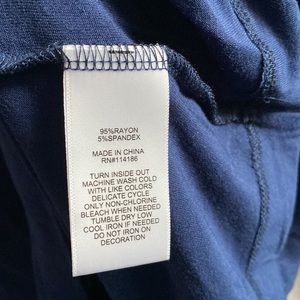 95%RAYON
5%SPANDEX
MADE IN CHINA
RN#114186
TURN INSIDE OUT
MACHINE WASH COLD
WITH LIKE COLORS
DELICATE CYCLE
ONLY NON-CHLORINE
BLEACH WHEN NEEDED
TUMBLE DRY LOW
COOL IRON IF NEEDED
DO NOT IRON ON
DECORATION